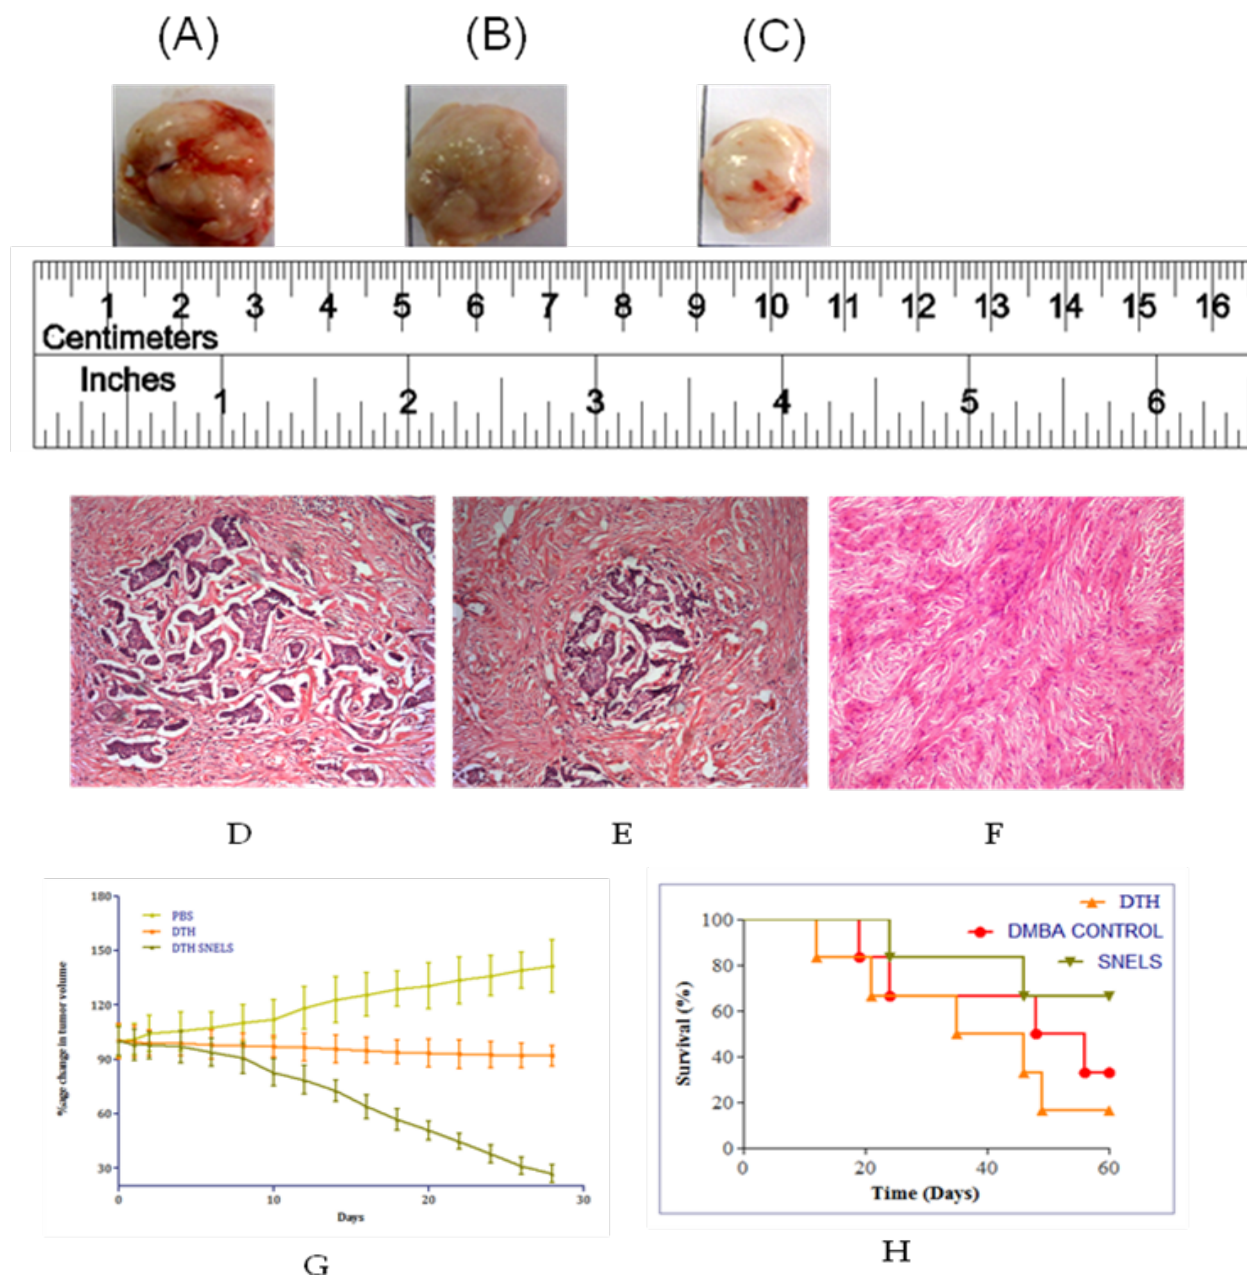 (A) (B) (C)
1 2 3 4 5 6 7 8 9 10 11 12 13 14 15 16
Centimeters
Inches
1 2 3 4 5 6
D E F
180
150
120
90
60
30
%age change in tumor volume
PBS
DTH
DTH SNELS
0 10 20 30
Days
G
DTH
DMBA CONTROL
SNELS
100
80
60
40
20
0
Survival (%)
0 20 40 60
Time (Days)
H